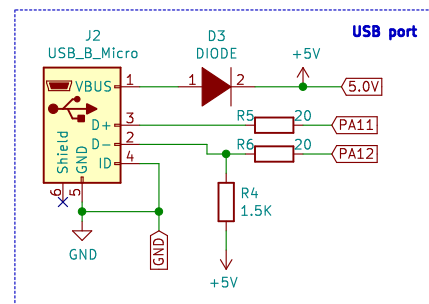 USB port
J2
USB_B_Micro
D3
DIODE
+5V
VBUS 1
1 2
5.0V
D+ 3
R5 20
PA11
D- 2
R6 20
PA12
ID 4
Shield
GND
6
5
R4
1.5K
GND
GND
+5V